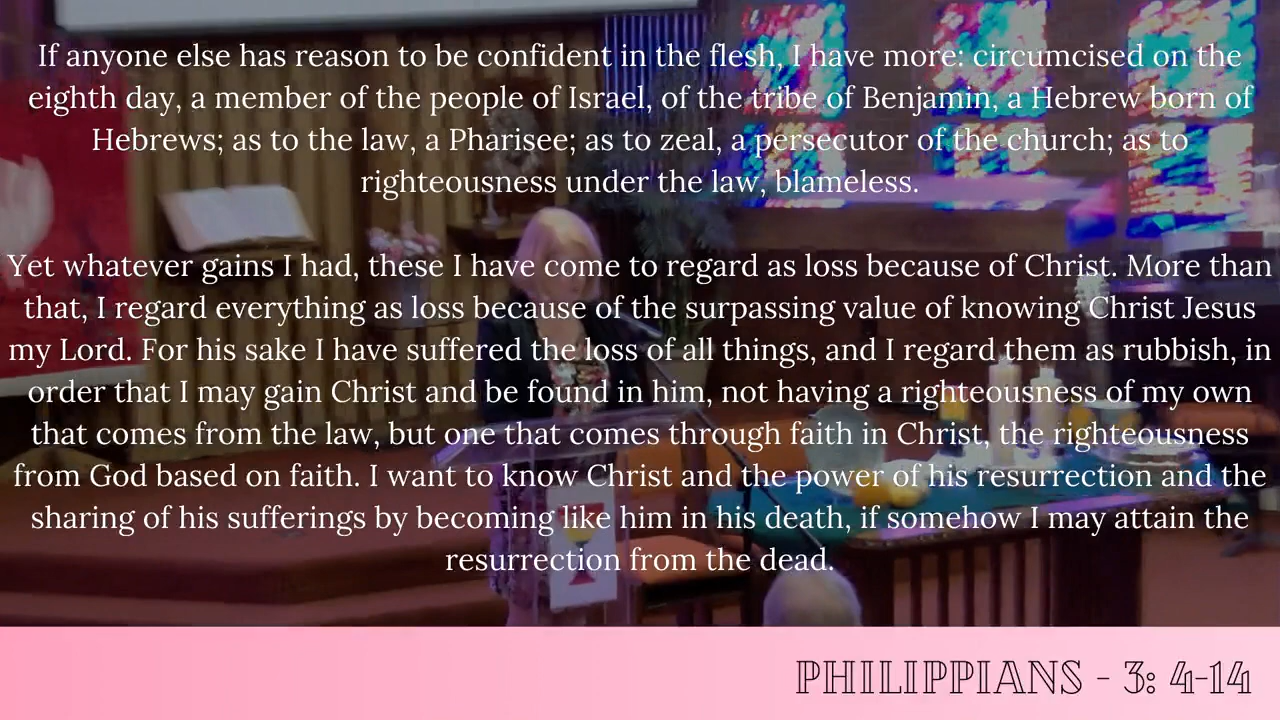 If anyone else has reason to be confident in the flesh, I have more: circumcised on the
eighth day, a member of the people of Israel, of the tribe of Benjamin, a Hebrew born of
Hebrews; as to the law, a Pharisee; as to zeal, a persecutor of the church; as to
righteousness under the law, blameless.
Yet whatever gains I had, these I have come to regard as loss because of Christ. More than
that, I regard everything as loss because of the surpassing value of knowing Christ Jesus
my Lord. For his sake I have suffered the loss of all things, and I regard them as rubbish, in
order that I may gain Christ and be found in him, not having a righteousness of my own
that comes from the law, but one that comes through faith in Christ, the righteousness
from God based on faith. I want to know Christ and the power of his resurrection and the
sharing of his sufferings by becoming like him in his death, if somehow I may attain the
resurrection from the dead.
PHILIPPIANS - 3: 4-14